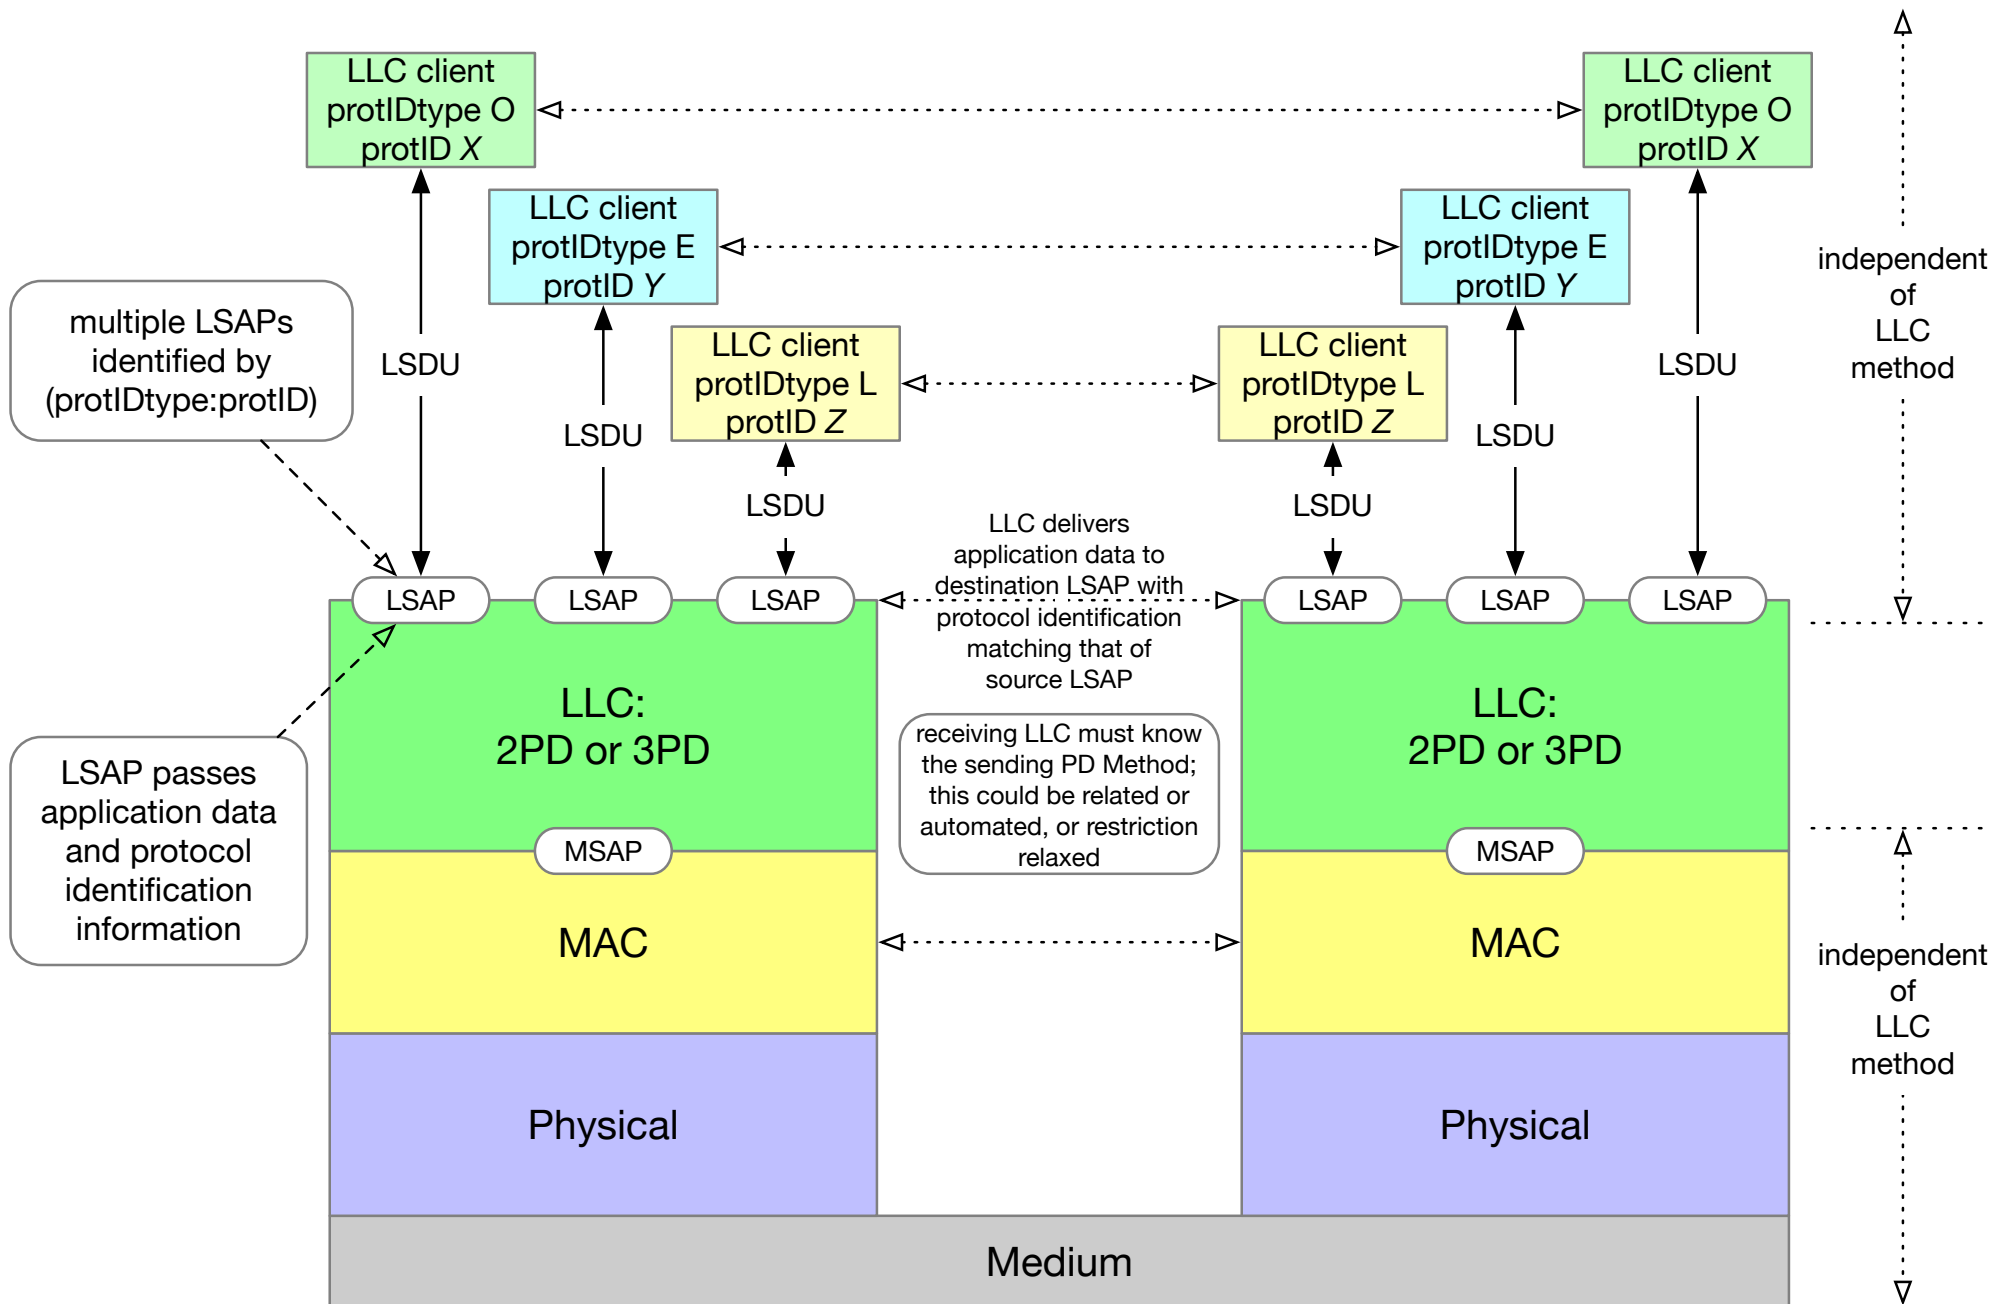 LLC client
protIDtype O
protID X
LLC client
protIDtype O
protID X
LLC client
protIDtype E
protID Y
LLC client
protIDtype E
protID Y
independent
of
LLC
method
multiple LSAPs
identified by
(protIDtype:protID)
LSDU
LLC client
protIDtype L
protID Z
LLC client
protIDtype L
protID Z
LSDU
LSDU
LSDU
LSDU
LSDU
LLC delivers
application data to
destination LSAP with
protocol identification
matching that of
source LSAP
LSAP
LSAP
LSAP
LSAP
LSAP
LSAP
LLC:
2PD or 3PD
LLC:
2PD or 3PD
receiving LLC must know
the sending PD Method;
this could be related or
automated, or restriction
relaxed
LSAP passes
application data
and protocol
identification
information
MSAP
MSAP
MAC
MAC
independent
of
LLC
method
Physical
Physical
Medium